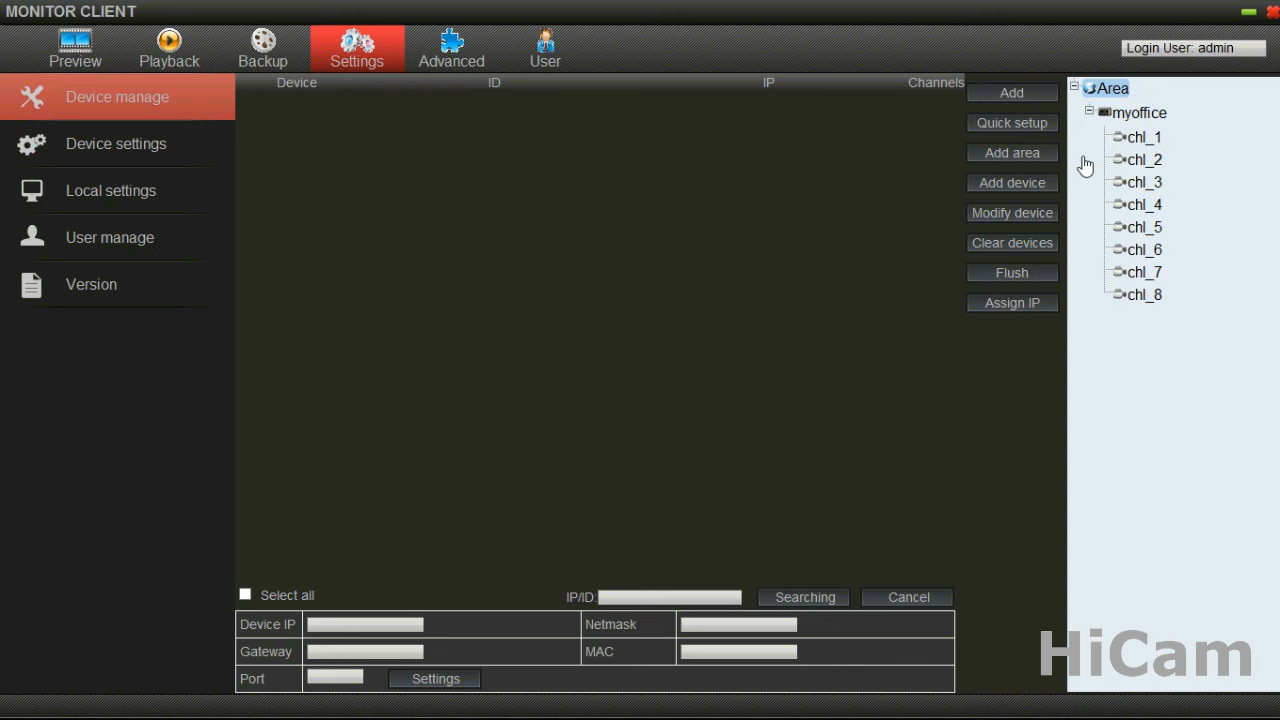 MONITOR CLIENT
Preview
Playback
Backup
Settings
Advanced
User
Login User: admin
Device manage
Device settings
Local settings
User manage
Version
Device ID IP Channels
Add
Quick setup
Add area
Add device
Modify device
Clear devices
Flush
Assign IP
Area
myoffice
chl_1
chl_2
chl_3
chl_4
chl_5
chl_6
chl_7
chl_8
Select all
IP/ID:
Searching
Cancel
Device IP
Netmask
Gateway
MAC
Port
Settings
HiCam